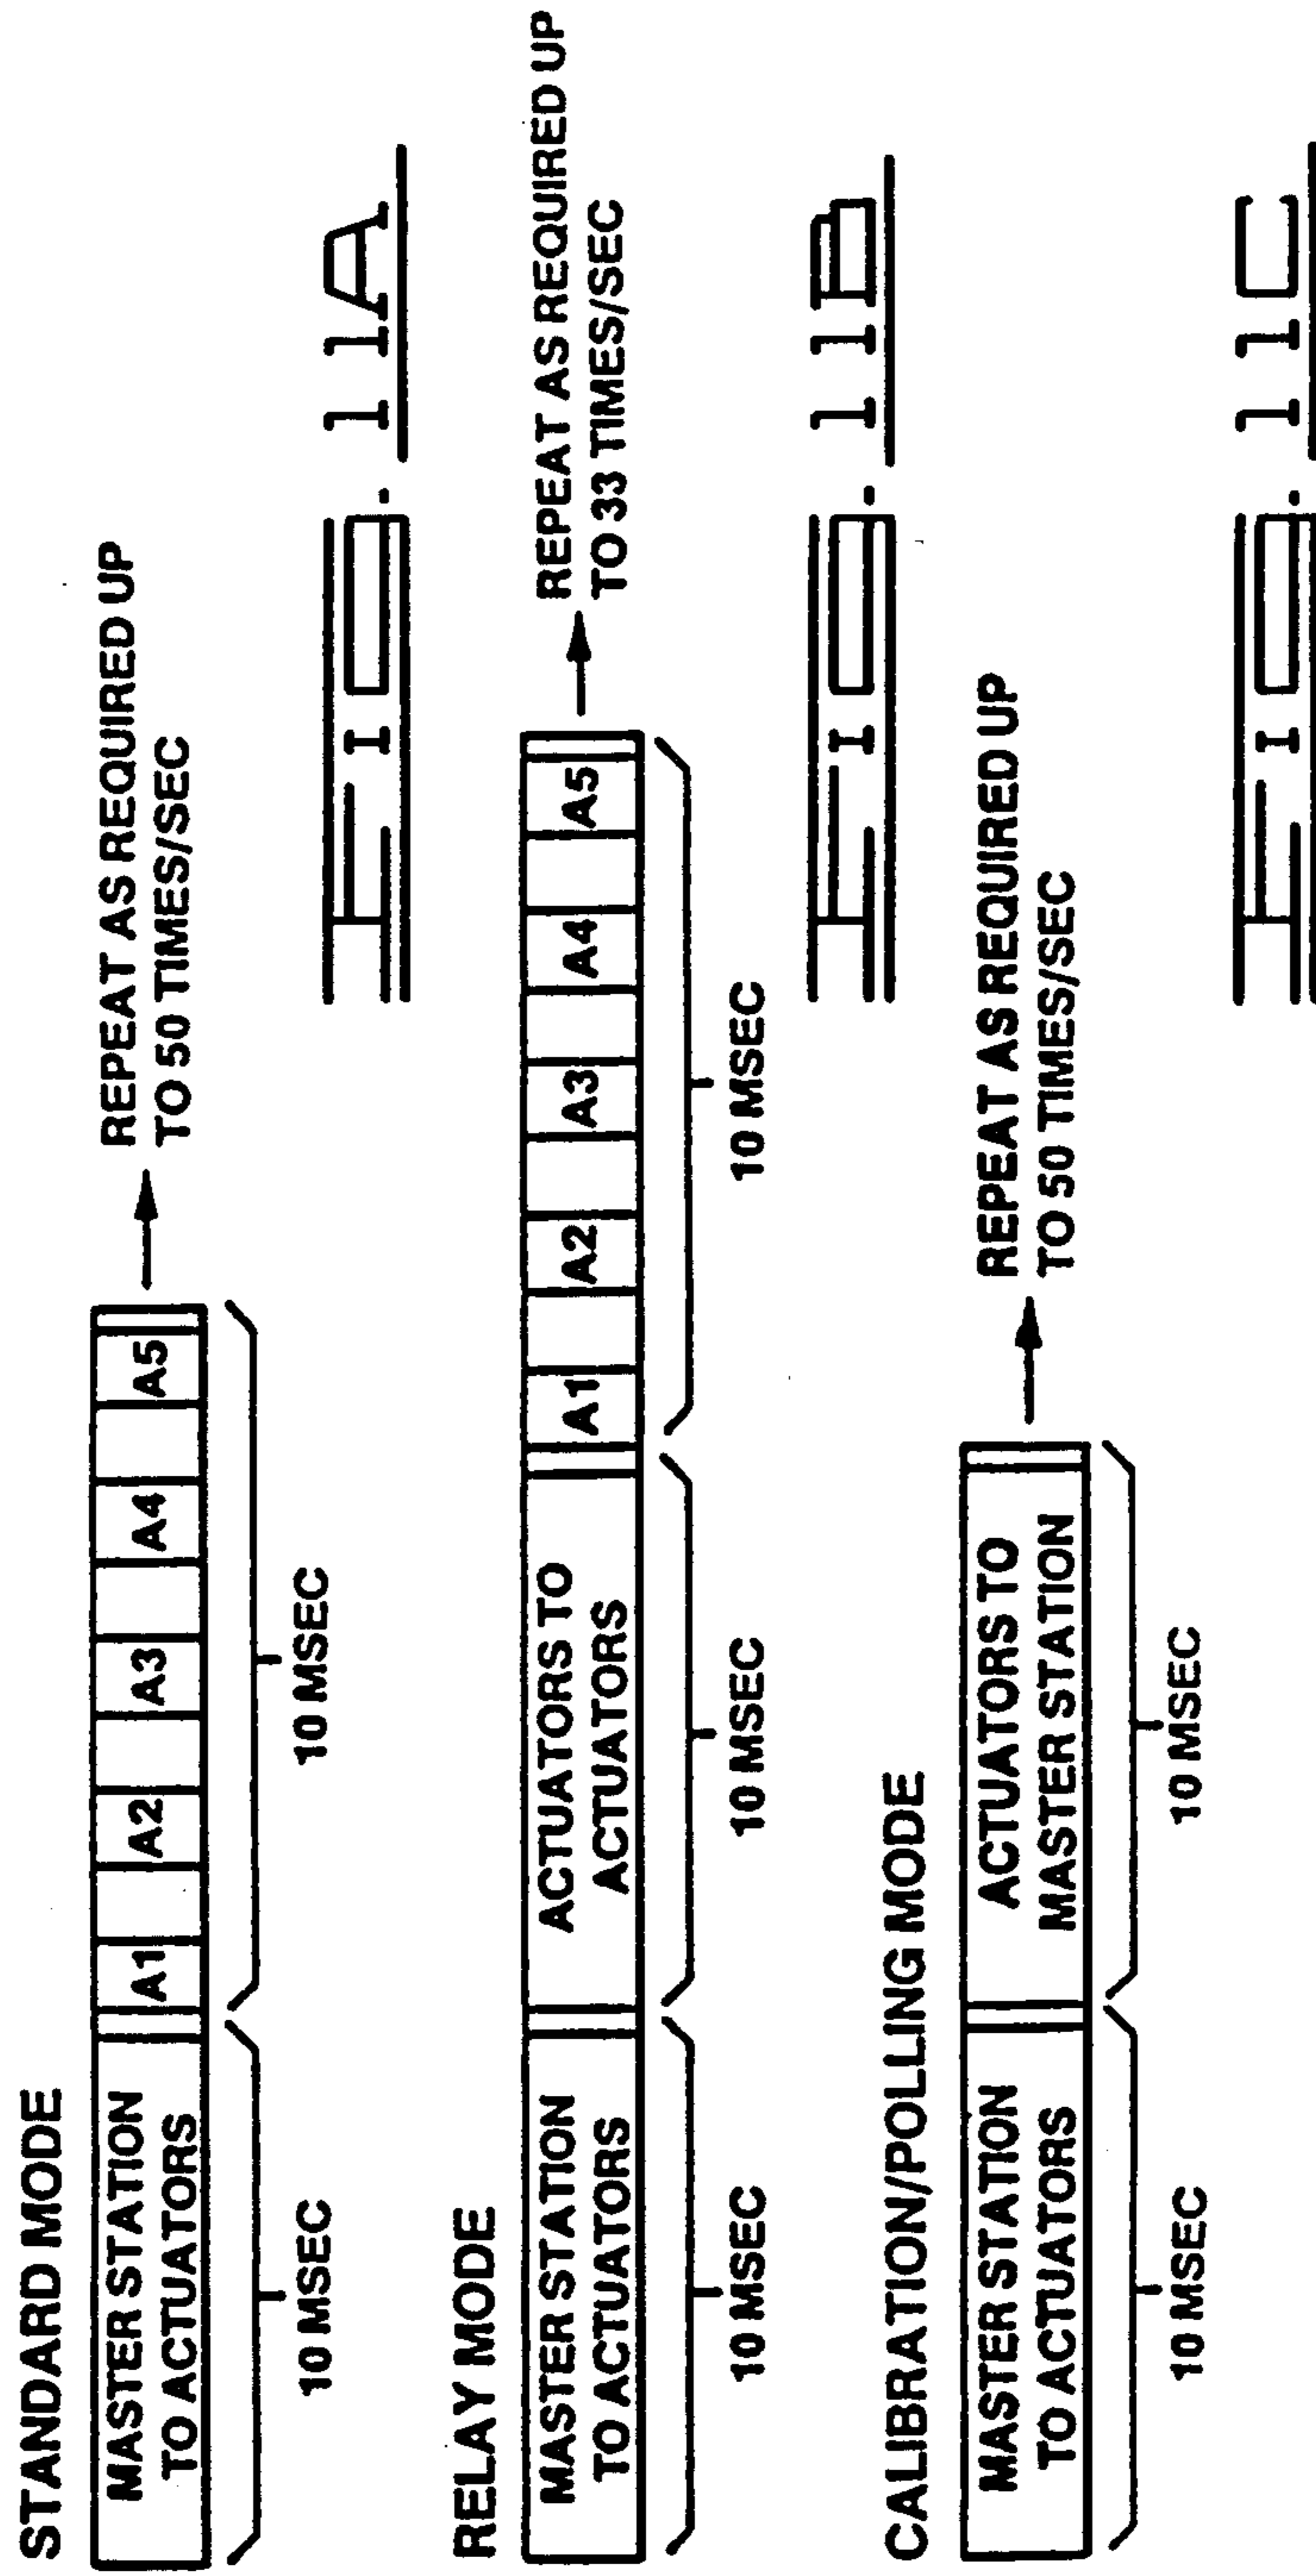 STANDARD MODE
MASTER STATION
TO ACTUATORS
A1
A2
A3
A4
A5
REPEAT AS REQUIRED UP
TO 50 TIMES/SEC
10 MSEC
10 MSEC
FIG. 11A
RELAY MODE
MASTER STATION
TO ACTUATORS
ACTUATORS TO
ACTUATORS
A1
A2
A3
A4
A5
REPEAT AS REQUIRED UP
TO 33 TIMES/SEC
10 MSEC
10 MSEC
10 MSEC
FIG. 11B
CALIBRATION/POLLING MODE
MASTER STATION
TO ACTUATORS
ACTUATORS TO
MASTER STATION
REPEAT AS REQUIRED UP
TO 50 TIMES/SEC
10 MSEC
10 MSEC
FIG. 11C